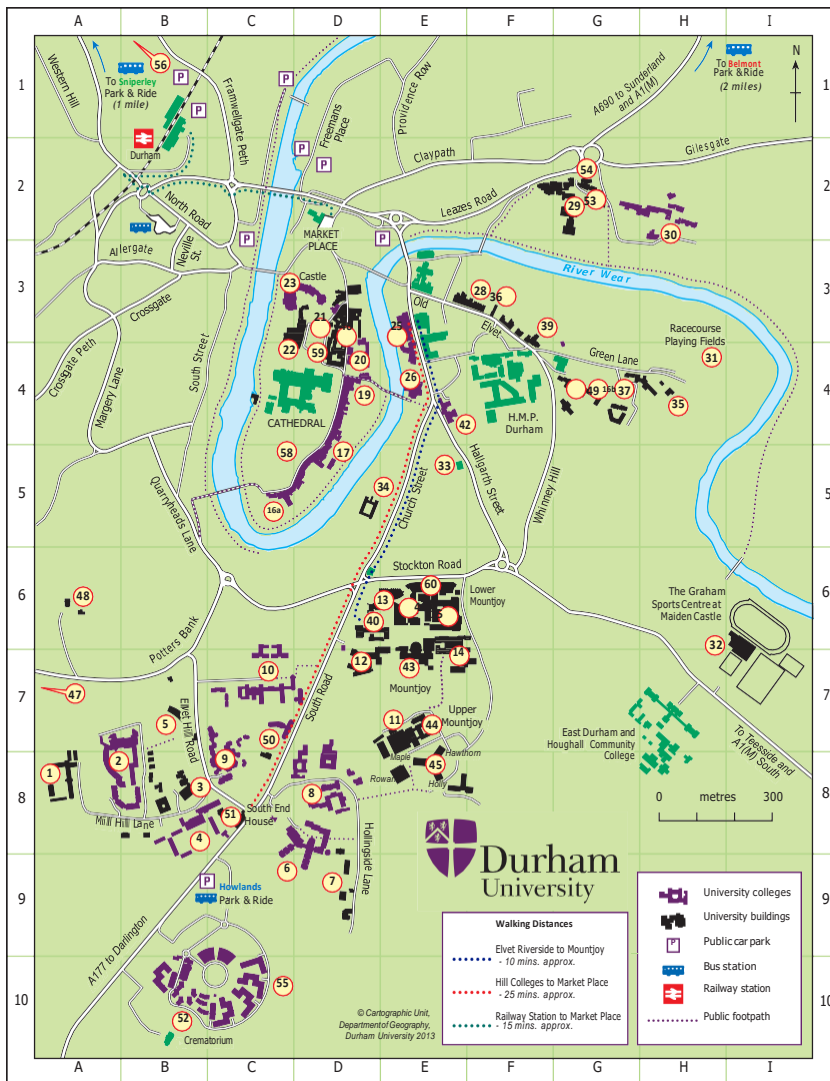 A B C D E F G H I
1
2
3
4
5
6
7
8
9
10
1
2
3
4
5
6
7
8
9
10
A B C D E F G H I
56
To Sniperley
Park & Ride
(1 mile)
Western Hill
Framwellgate Peth
P
P
P
P
P
Freemans
Place
Providence Row
Claypath
A690 to Sunderland
and A1(M)
To Belmont
Park &Ride
(2 miles)
N
Gilesgate
Durham
North Road
Leazes Road
54
29
53
30
MARKET
PLACE
P
P
Allergate
Neville
St.
Crossgate
Castle
River Wear
23
21
22
59
20
25
Old
Elvet
28
36
39
Racecourse
Playing Fields
31
Green Lane
Crossgate Peth
Margery Lane
South Street
CATHEDRAL
19
26
H.M.P.
Durham
49
16b
37
35
42
58
17
33
Hallgarth Street
Whinney Hill
34
Church Street
16a
Quarryheads Lane
Stockton Road
48
13
60
4
5
40
Lower
Mountjoy
The Graham
Sports Centre at
Maiden Castle
32
Potters Bank
10
South Road
12
43
14
Mountjoy
47
5
Elvet Hill Road
11
44
Upper
Mountjoy
50
Maple
Hawthorn
East Durham and
Houghall Community
College
To Teesside and
A1(M) South
1
2
9
45
Rowan
Holly
3
8
0 metres 300
Mill Hill Lane
51
South End
House
4
6
7
Hollingside Lane
Durham
University
P
Howlands
Park & Ride
A177 to Darlington
55
52
Crematorium
© Cartographic Unit,
Department of Geography,
Durham University 2013
Walking Distances
Elvet Riverside to Mountjoy
- 10 mins. approx.
Hill Colleges to Market Place
- 25 mins. approx.
Railway Station to Market Place
- 15 mins. approx.
University colleges
University buildings
P
Public car park
Bus station
Railway station
Public footpath